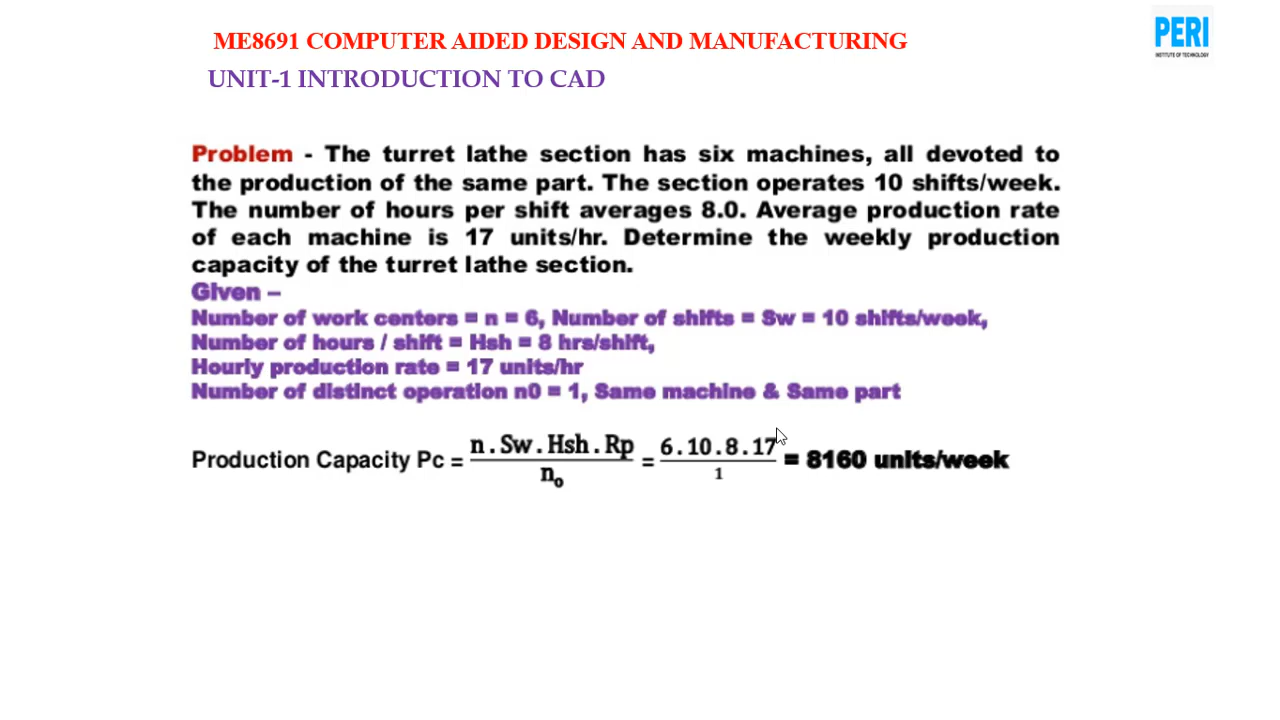 ME8691 COMPUTER AIDED DESIGN AND MANUFACTURING
PERI
INSTITUTE OF TECHNOLOGY
UNIT-1 INTRODUCTION TO CAD
Problem - The turret lathe section has six machines, all devoted to
the production of the same part. The section operates 10 shifts/week.
The number of hours per shift averages 8.0. Average production rate
of each machine is 17 units/hr. Determine the weekly production
capacity of the turret lathe section.
Given –
Number of work centers = n = 6, Number of shifts = Sw = 10 shifts/week,
Number of hours / shift = Hsh = 8 hrs/shift,
Hourly production rate = 17 units/hr
Number of distinct operation n0 = 1, Same machine & Same part
Production Capacity Pc = n . Sw . Hsh . Rp / n₀ = 6 . 10 . 8 . 17 / 1 = 8160 units/week